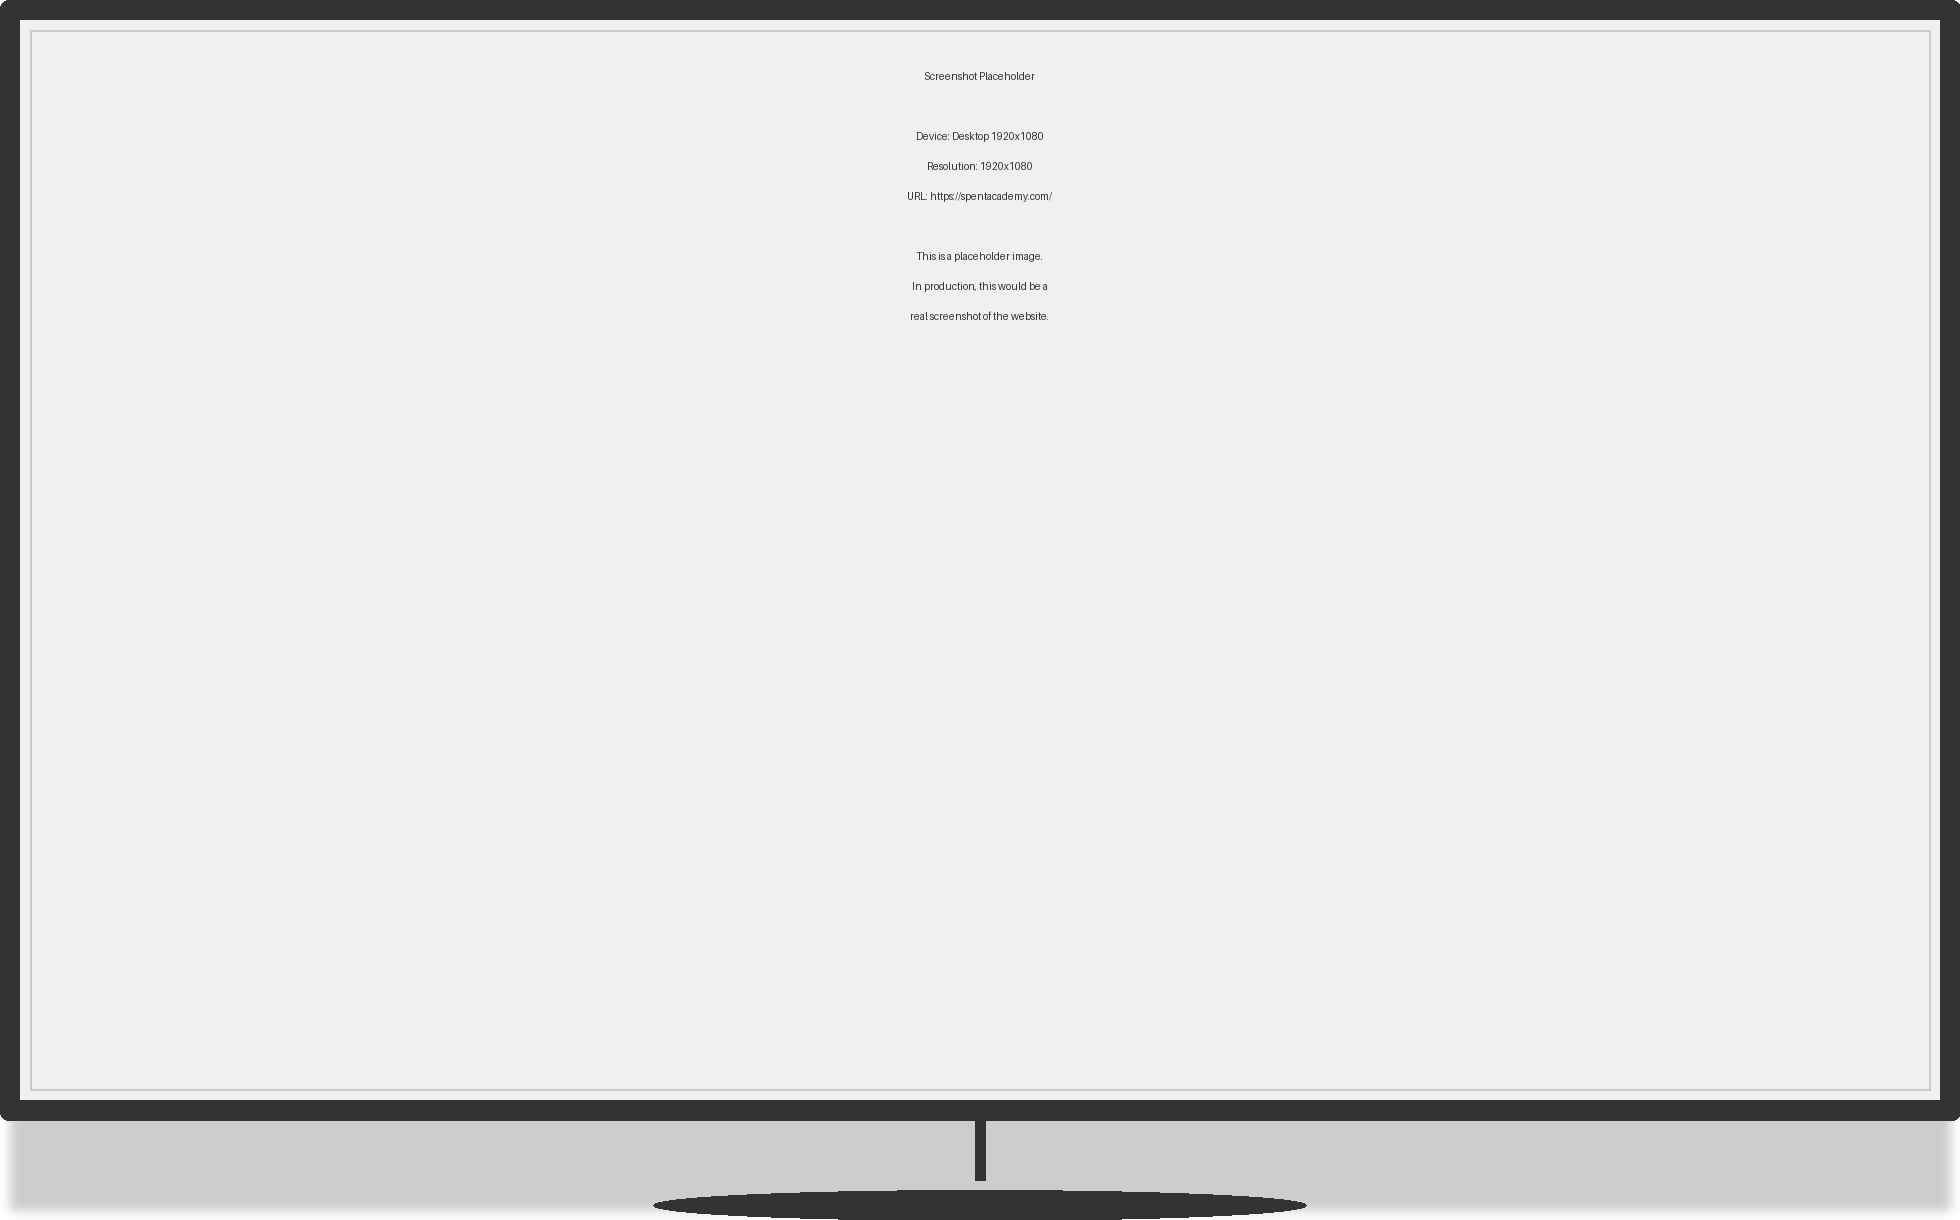 Screenshot Placeholder
Device: Desktop 1920x1080
Resolution: 1920x1080
URL: https://spentacademy.com/
This is a placeholder image.
In production, this would be a
real screenshot of the website.